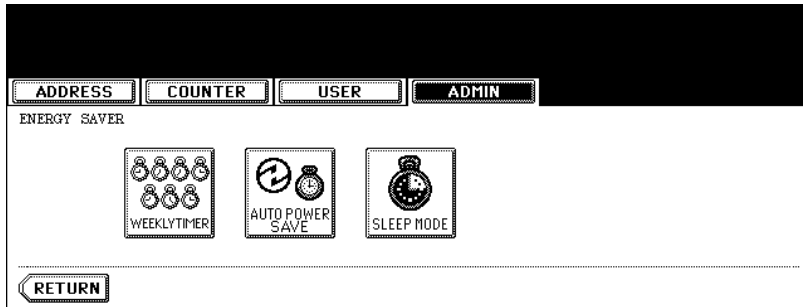 ADDRESS COUNTER USER ADMIN
ENERGY SAVER
WEEKLYTIMER
AUTO POWER
SAVE
SLEEP MODE
RETURN